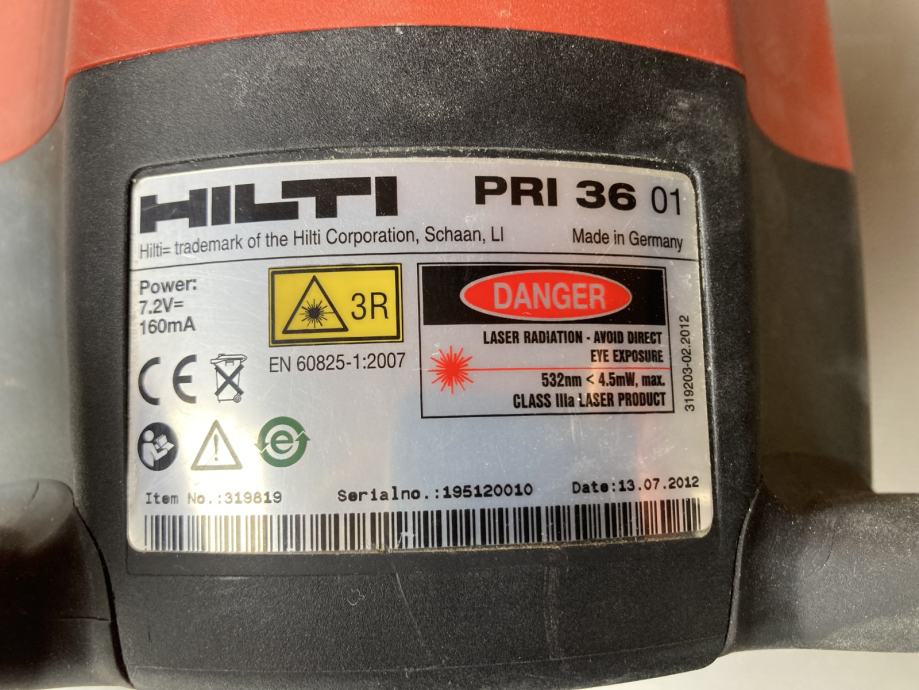 HILTI PRI 36 01
Hilti= trademark of the Hilti Corporation, Schaan, LI Made in Germany
Power:
7.2V=
160mA
3R
EN 60825-1:2007
DANGER
LASER RADIATION - AVOID DIRECT
EYE EXPOSURE
532nm < 4.5mW, max.
CLASS IIIa LASER PRODUCT
319203-02.2012
CE
e
Item No.:319819 Serialno.:195120010 Date:13.07.2012